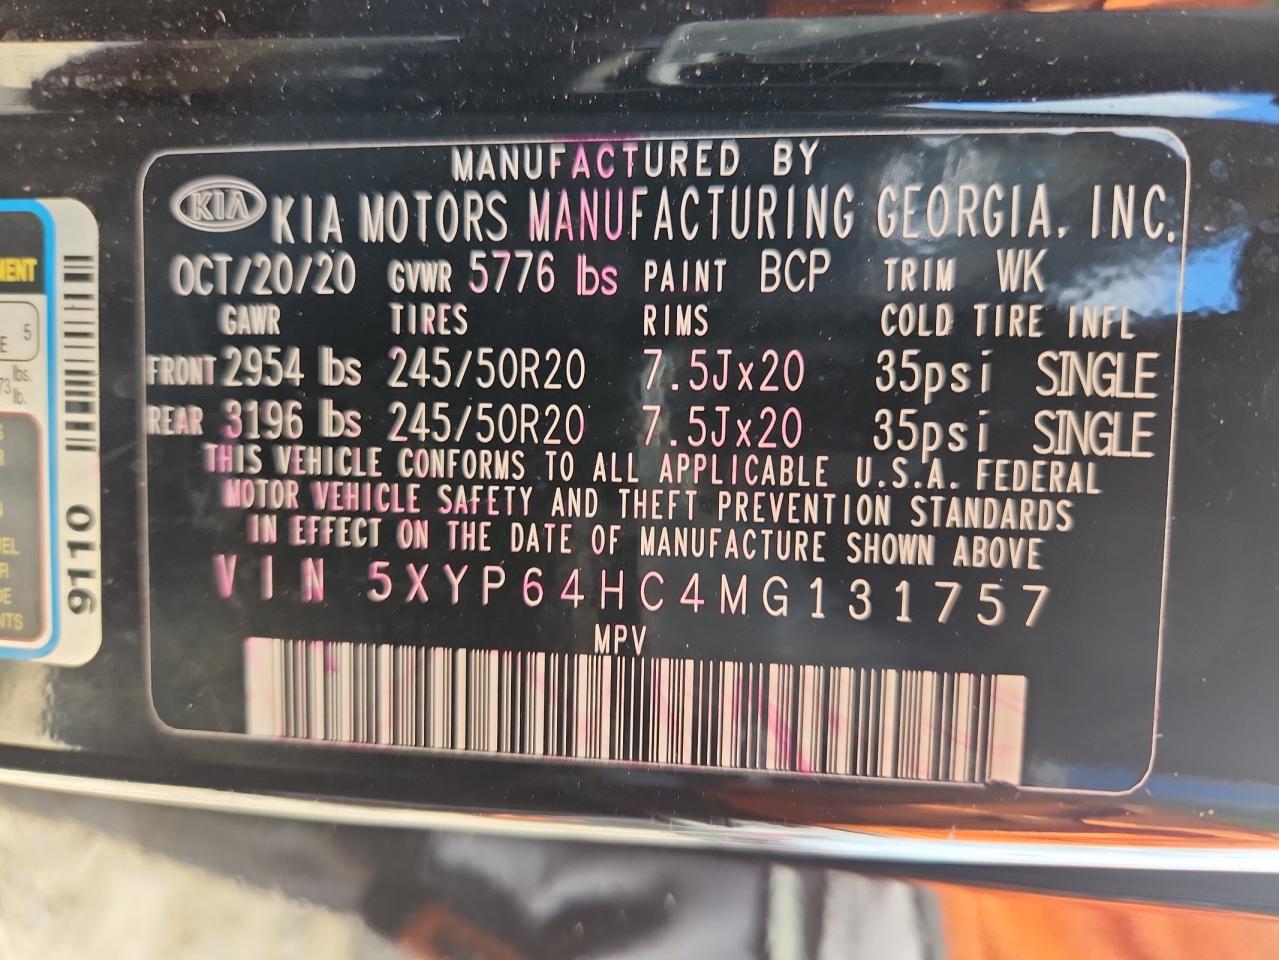 MANUFACTURED BY
KIA KIA MOTORS MANUFACTURING GEORGIA, INC.
OCT/20/20 GVWR 5776 lbs PAINT BCP TRIM WK
GAWR TIRES RIMS COLD TIRE INFL
FRONT 2954 lbs 245/50R20 7.5Jx20 35psi SINGLE
REAR 3196 lbs 245/50R20 7.5Jx20 35psi SINGLE
THIS VEHICLE CONFORMS TO ALL APPLICABLE U.S.A. FEDERAL
MOTOR VEHICLE SAFETY AND THEFT PREVENTION STANDARDS
IN EFFECT ON THE DATE OF MANUFACTURE SHOWN ABOVE
VIN 5XYP64HC4MG131757
MPV
9110
5
lbs.
lb.